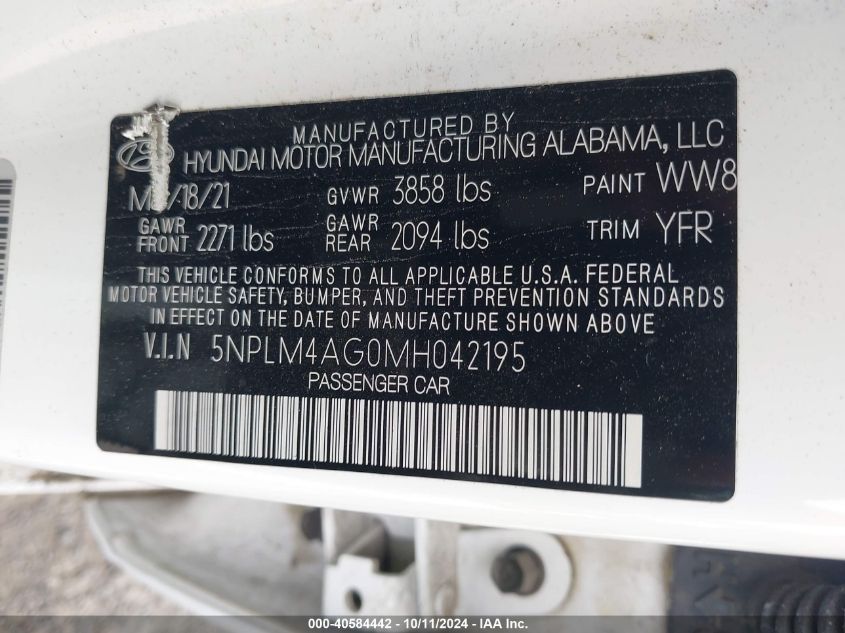 MANUFACTURED BY
HYUNDAI MOTOR MANUFACTURING ALABAMA, LLC
/18/21 GVWR 3858 lbs PAINT WW8
GAWR FRONT 2271 lbs GAWR REAR 2094 lbs TRIM YFR
THIS VEHICLE CONFORMS TO ALL APPLICABLE U.S.A. FEDERAL
MOTOR VEHICLE SAFETY, BUMPER, AND THEFT PREVENTION STANDARDS
IN EFFECT ON THE DATE OF MANUFACTURE SHOWN ABOVE
V.I.N 5NPLM4AG0MH042195
PASSENGER CAR
000-40584442 - 10/11/2024 - IAA Inc.